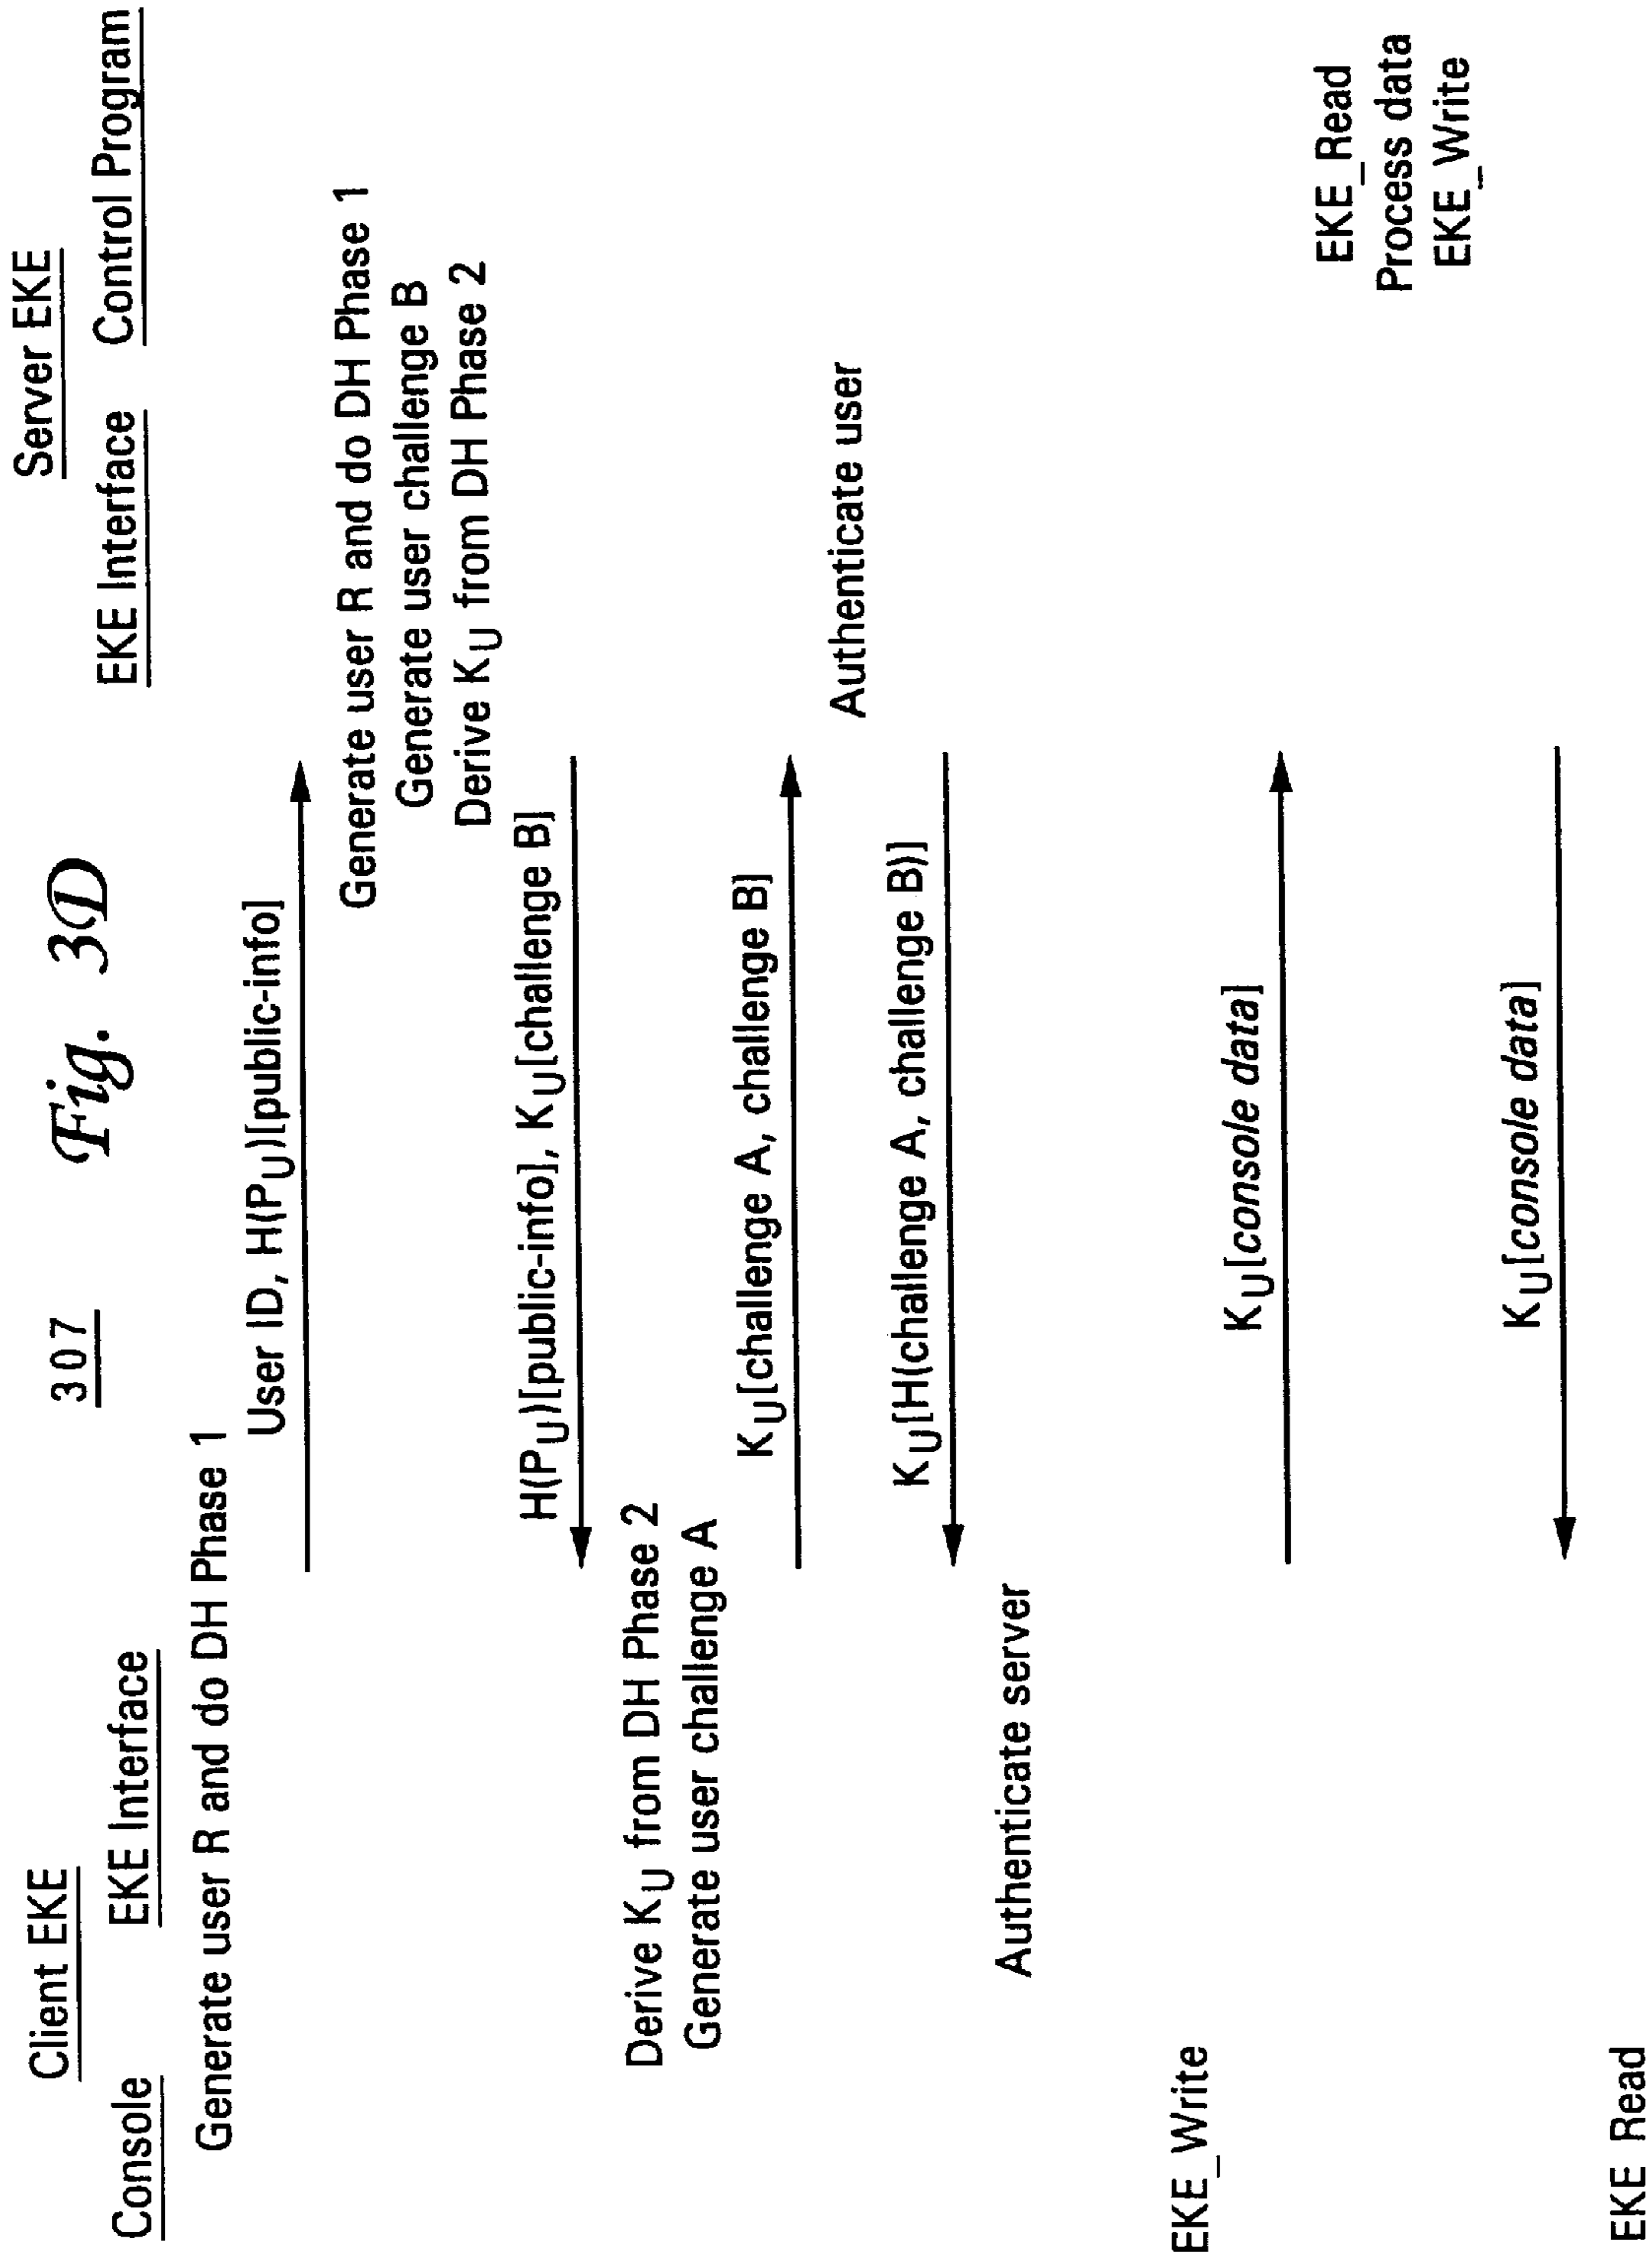 307
Fig. 3D
Client EKE
Server EKE
Console
EKE Interface
EKE Interface
Control Program
Generate user R and do DH Phase 1
User ID, H(PU)[public-info]
Generate user R and do DH Phase 1
Generate user challenge B
Derive KU from DH Phase 2
H(PU)[public-info], KU[challenge B]
Derive KU from DH Phase 2
Generate user challenge A
KU[challenge A, challenge B]
Authenticate user
KU[H(challenge A, challenge B)]
Authenticate server
EKE_Write
KU[console data]
EKE_Read
Process data
EKE_Write
KU[console data]
EKE Read